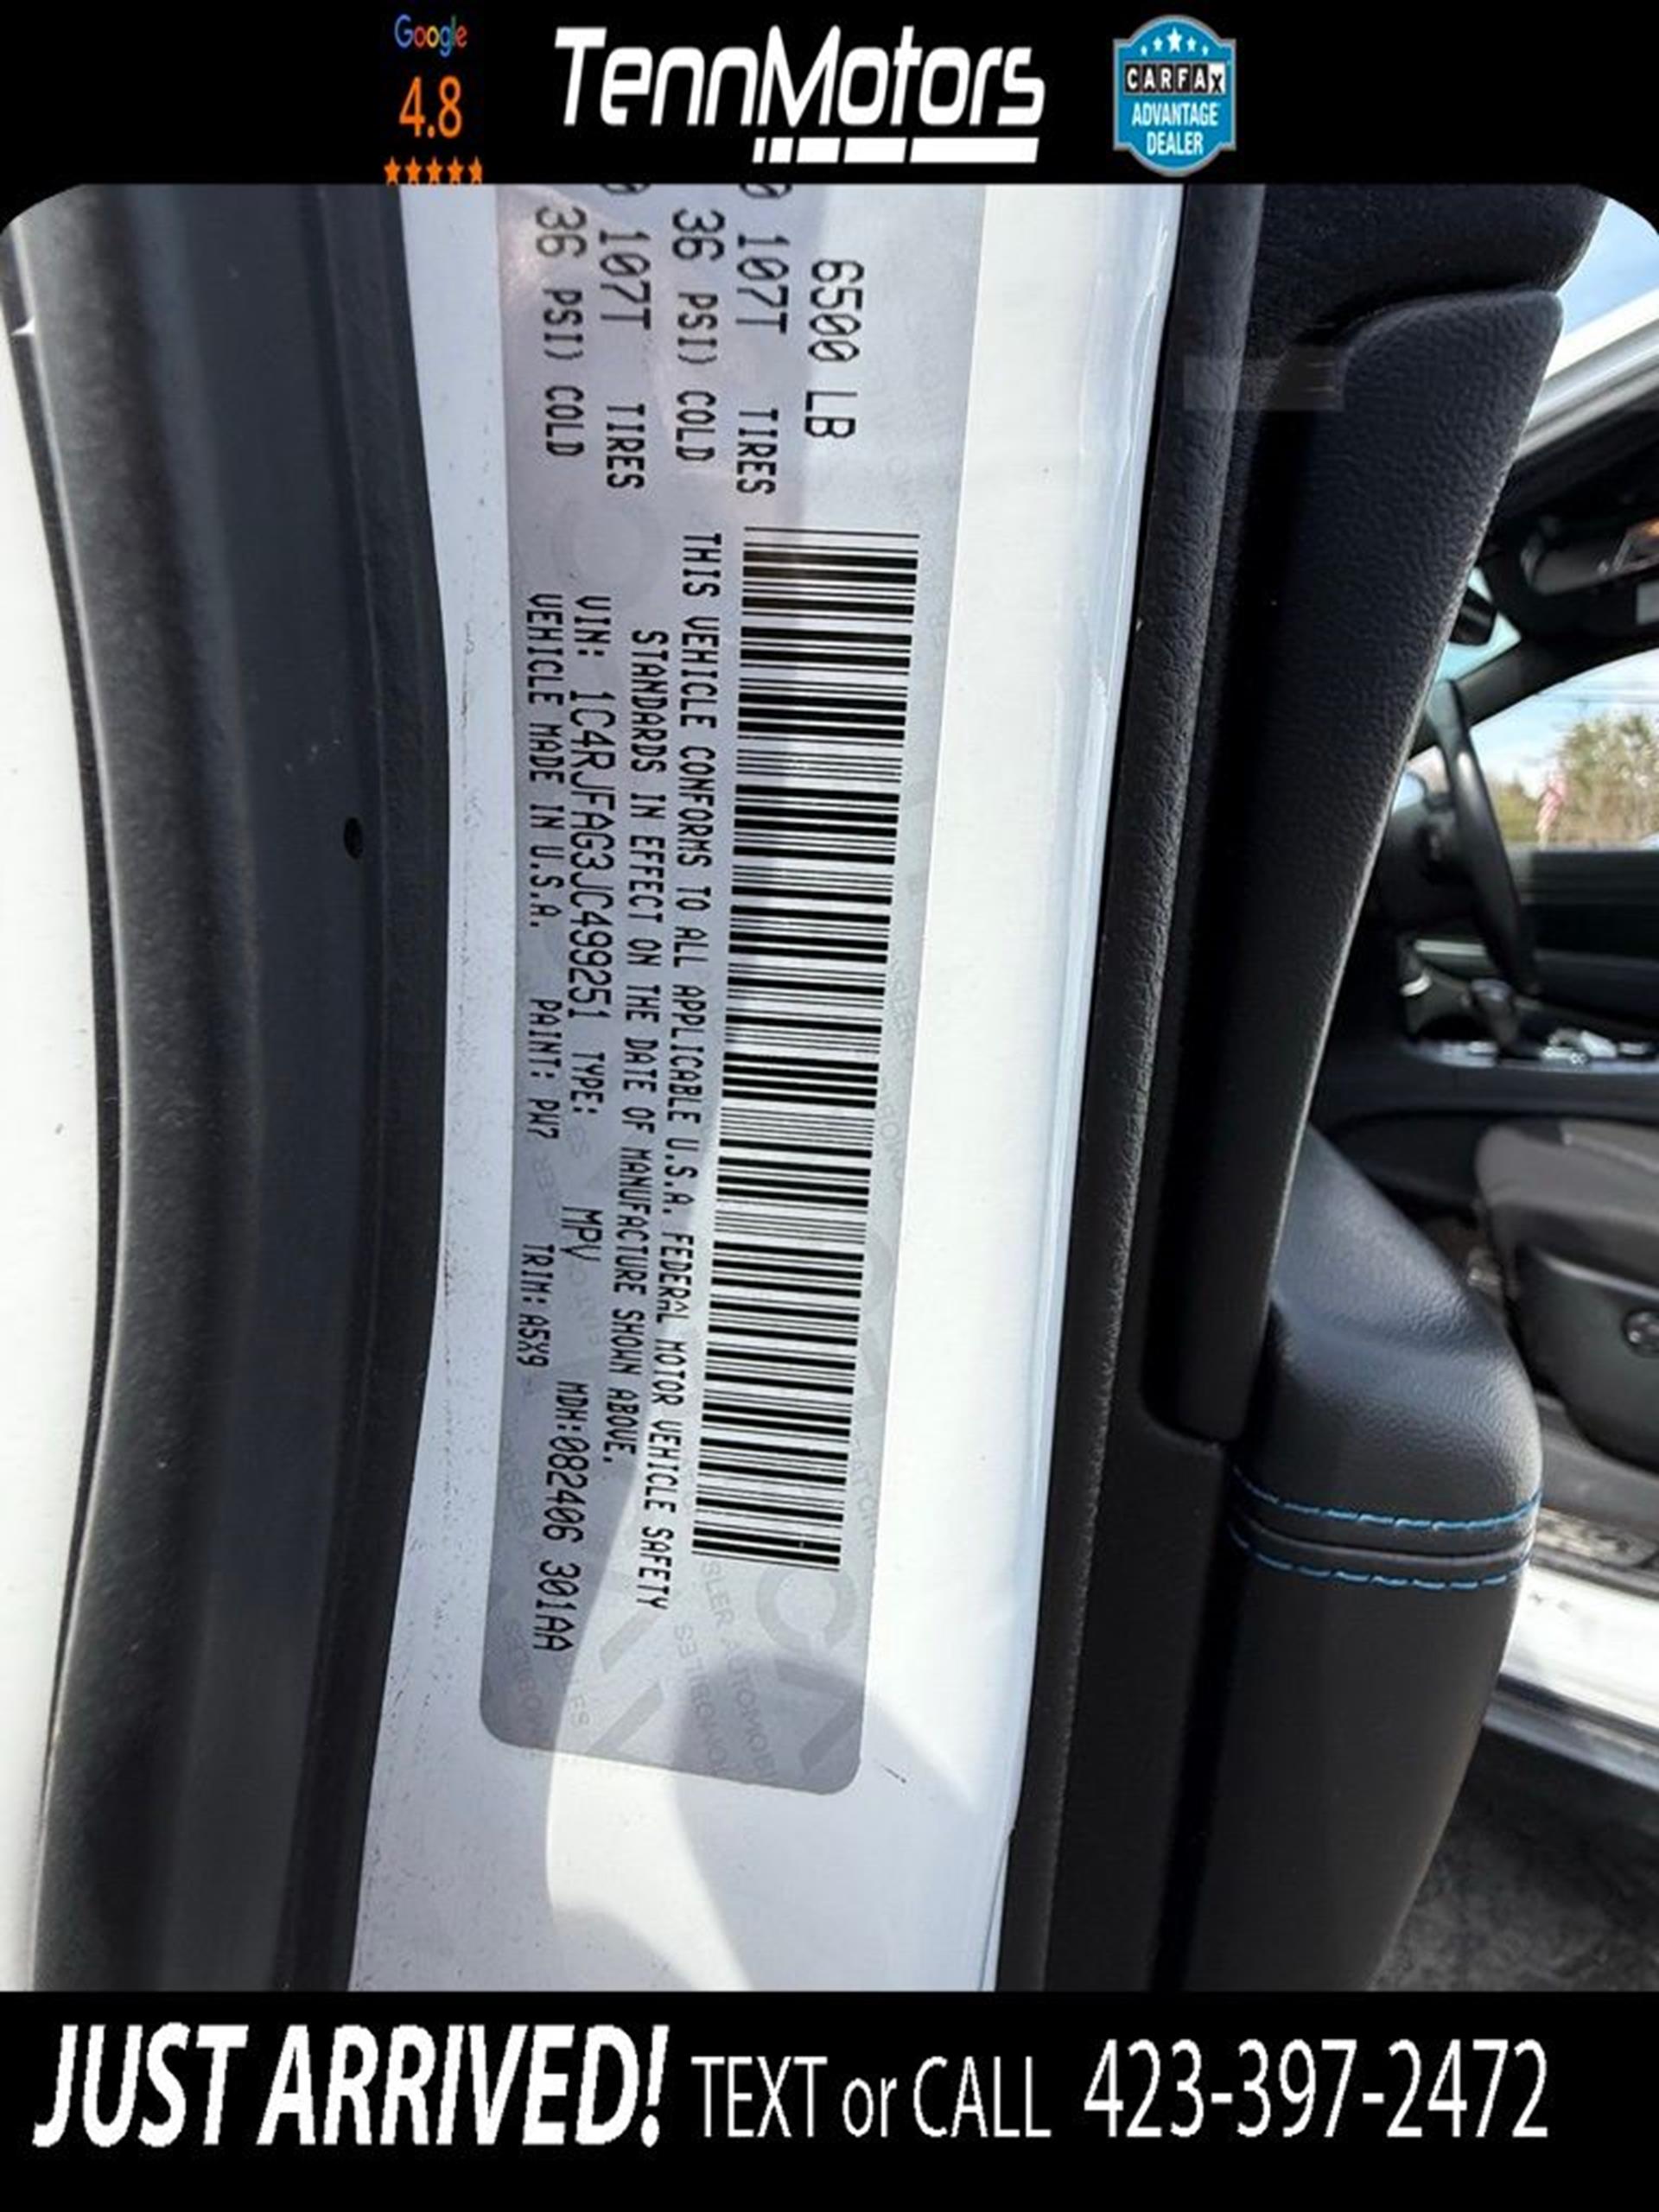 Google
4.8
TennMotors
CARFAX
ADVANTAGE
DEALER
6500 LB
107T TIRES
36 PSI) COLD
107T TIRES
36 PSI) COLD
THIS VEHICLE CONFORMS TO ALL APPLICABLE U.S.A. FEDERAL MOTOR VEHICLE SAFETY
STANDARDS IN EFFECT ON THE DATE OF MANUFACTURE SHOWN ABOVE.
VIN: 1C4RJFAG3JC499251 TYPE: MPV MDH:082406 301AA
VEHICLE MADE IN U.S.A. PAINT: PW7 TRIM: A5X9
JUST ARRIVED! TEXT or CALL 423-397-2472